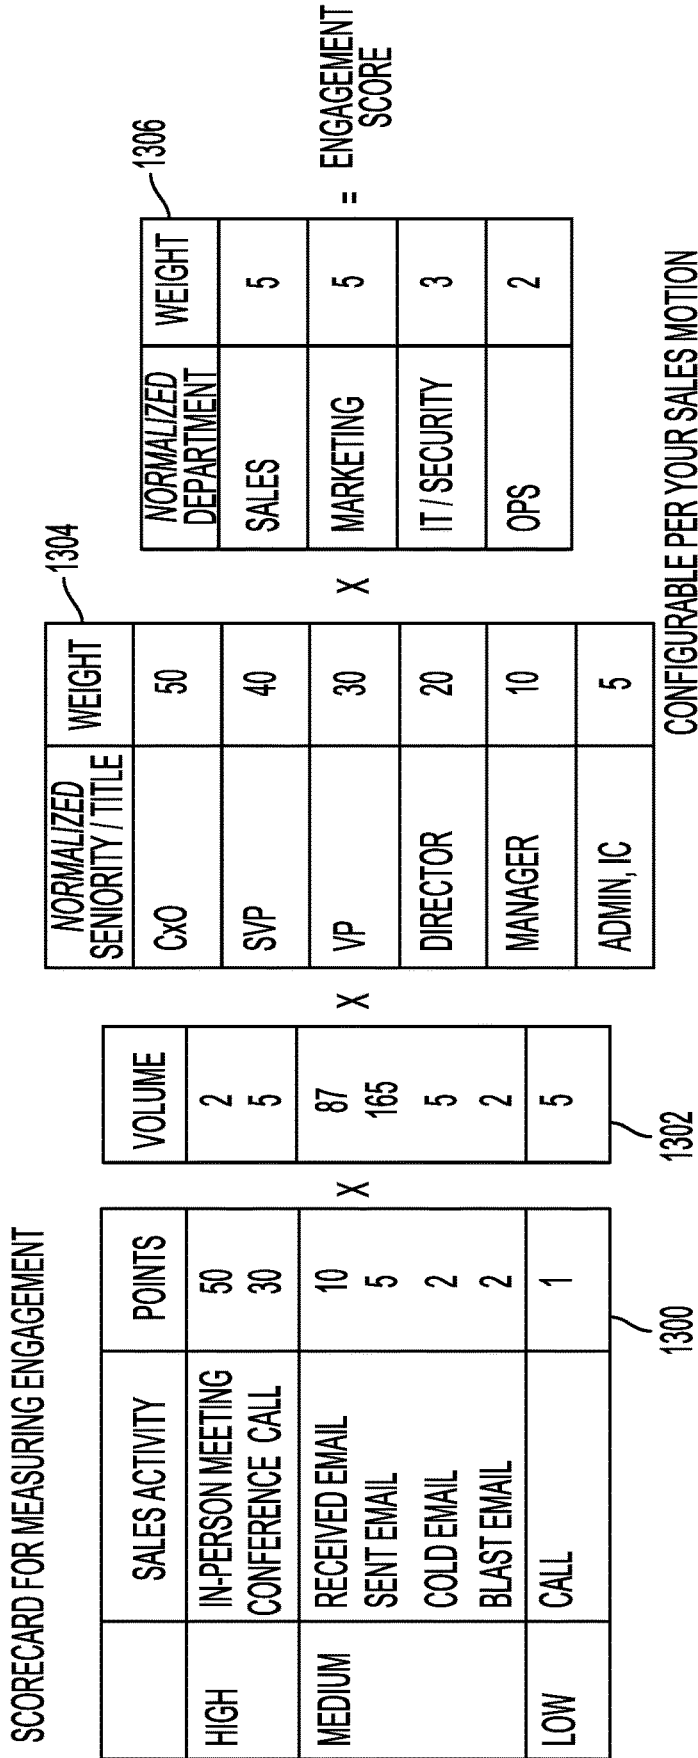 SCORECARD FOR MEASURING ENGAGEMENT
SALES ACTIVITY POINTS
HIGH IN-PERSON MEETING 50
CONFERENCE CALL 30
MEDIUM RECEIVED EMAIL 10
SENT EMAIL 5
COLD EMAIL 2
BLAST EMAIL 2
LOW CALL 1
1300
X
VOLUME
2
5
87
165
5
2
5
1302
X
NORMALIZED
SENIORITY / TITLE WEIGHT
CxO 50
SVP 40
VP 30
DIRECTOR 20
MANAGER 10
ADMIN, IC 5
1304
X
NORMALIZED
DEPARTMENT WEIGHT
SALES 5
MARKETING 5
IT / SECURITY 3
OPS 2
1306
= ENGAGEMENT
SCORE
CONFIGURABLE PER YOUR SALES MOTION